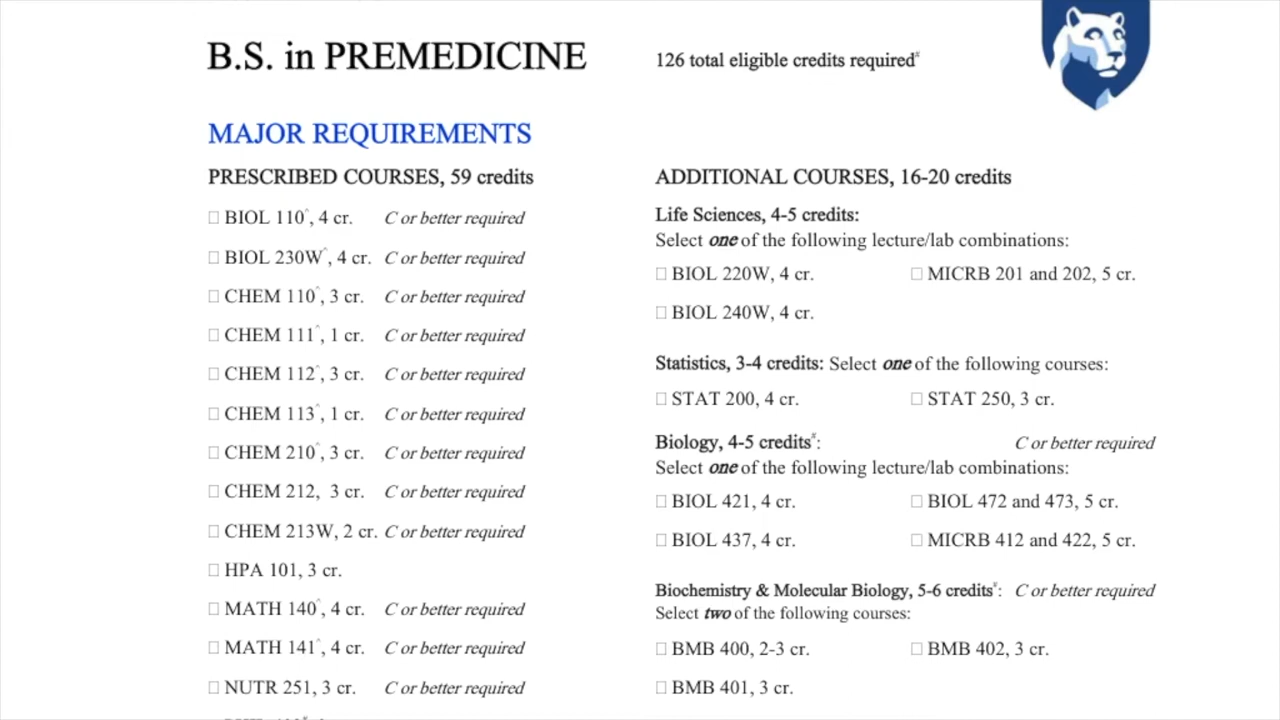 B.S. in PREMEDICINE
126 total eligible credits required#
MAJOR REQUIREMENTS
PRESCRIBED COURSES, 59 credits
☐ BIOL 110^, 4 cr. C or better required
☐ BIOL 230W^, 4 cr. C or better required
☐ CHEM 110^, 3 cr. C or better required
☐ CHEM 111^, 1 cr. C or better required
☐ CHEM 112^, 3 cr. C or better required
☐ CHEM 113^, 1 cr. C or better required
☐ CHEM 210^, 3 cr. C or better required
☐ CHEM 212, 3 cr. C or better required
☐ CHEM 213W, 2 cr. C or better required
☐ HPA 101, 3 cr.
☐ MATH 140^, 4 cr. C or better required
☐ MATH 141^, 4 cr. C or better required
☐ NUTR 251, 3 cr. C or better required
ADDITIONAL COURSES, 16-20 credits
Life Sciences, 4-5 credits:
Select one of the following lecture/lab combinations:
☐ BIOL 220W, 4 cr. ☐ MICRB 201 and 202, 5 cr.
☐ BIOL 240W, 4 cr.
Statistics, 3-4 credits: Select one of the following courses:
☐ STAT 200, 4 cr. ☐ STAT 250, 3 cr.
Biology, 4-5 credits#: C or better required
Select one of the following lecture/lab combinations:
☐ BIOL 421, 4 cr. ☐ BIOL 472 and 473, 5 cr.
☐ BIOL 437, 4 cr. ☐ MICRB 412 and 422, 5 cr.
Biochemistry & Molecular Biology, 5-6 credits#: C or better required
Select two of the following courses:
☐ BMB 400, 2-3 cr. ☐ BMB 402, 3 cr.
☐ BMB 401, 3 cr.